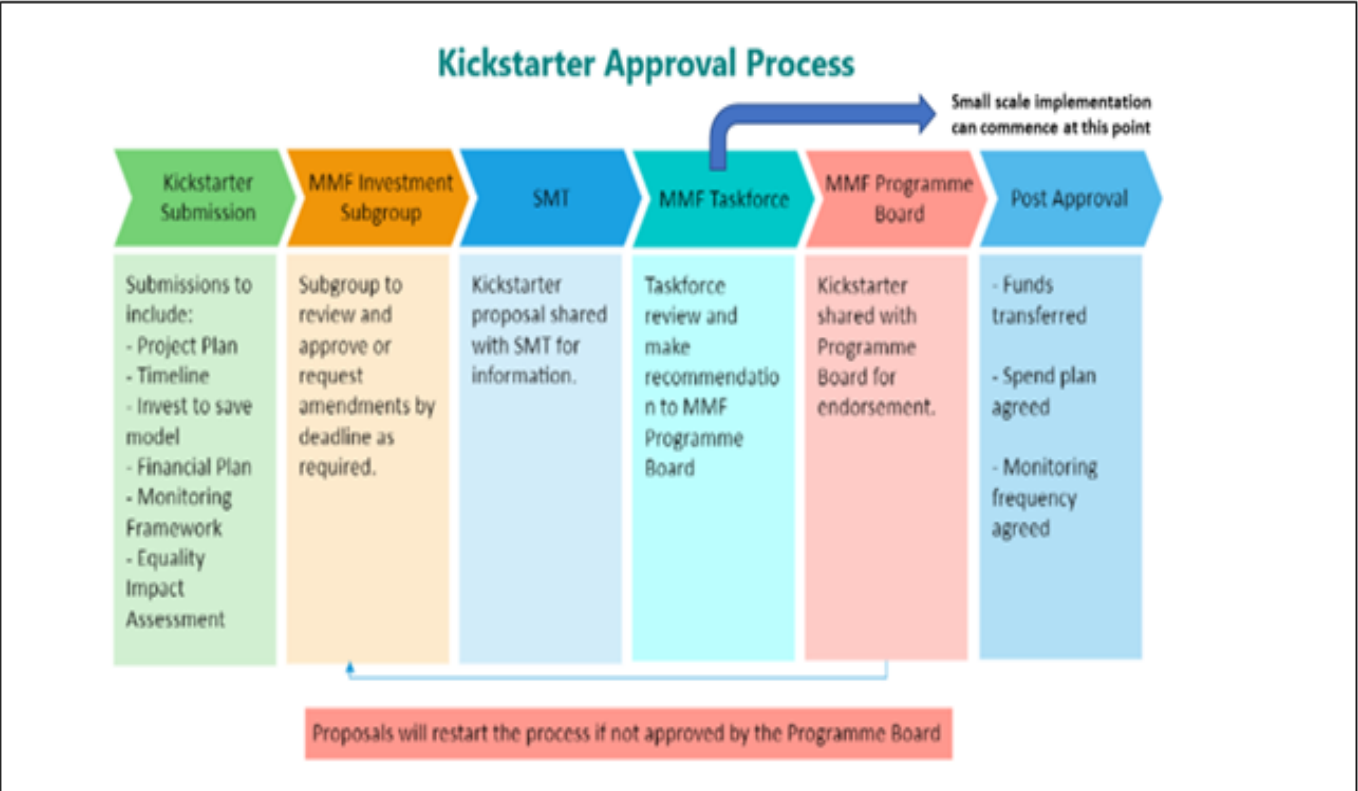 Kickstarter Approval Process
Small scale implementation
can commence at this point
Kickstarter
Submission
MMF Investment
Subgroup
SMT
MMF Taskforce
MMF Programme
Board
Post Approval
Submissions to
include:
- Project Plan
- Timeline
- Invest to save
model
- Financial Plan
- Monitoring
Framework
- Equality
Impact
Assessment
Subgroup to
review and
approve or
request
amendments by
deadline as
required.
Kickstarter
proposal shared
with SMT for
information.
Taskforce
review and
make
recommendatio
n to MMF
Programme
Board
Kickstarter
shared with
Programme
Board for
endorsement.
- Funds
transferred
- Spend plan
agreed
- Monitoring
frequency
agreed
Proposals will restart the process if not approved by the Programme Board